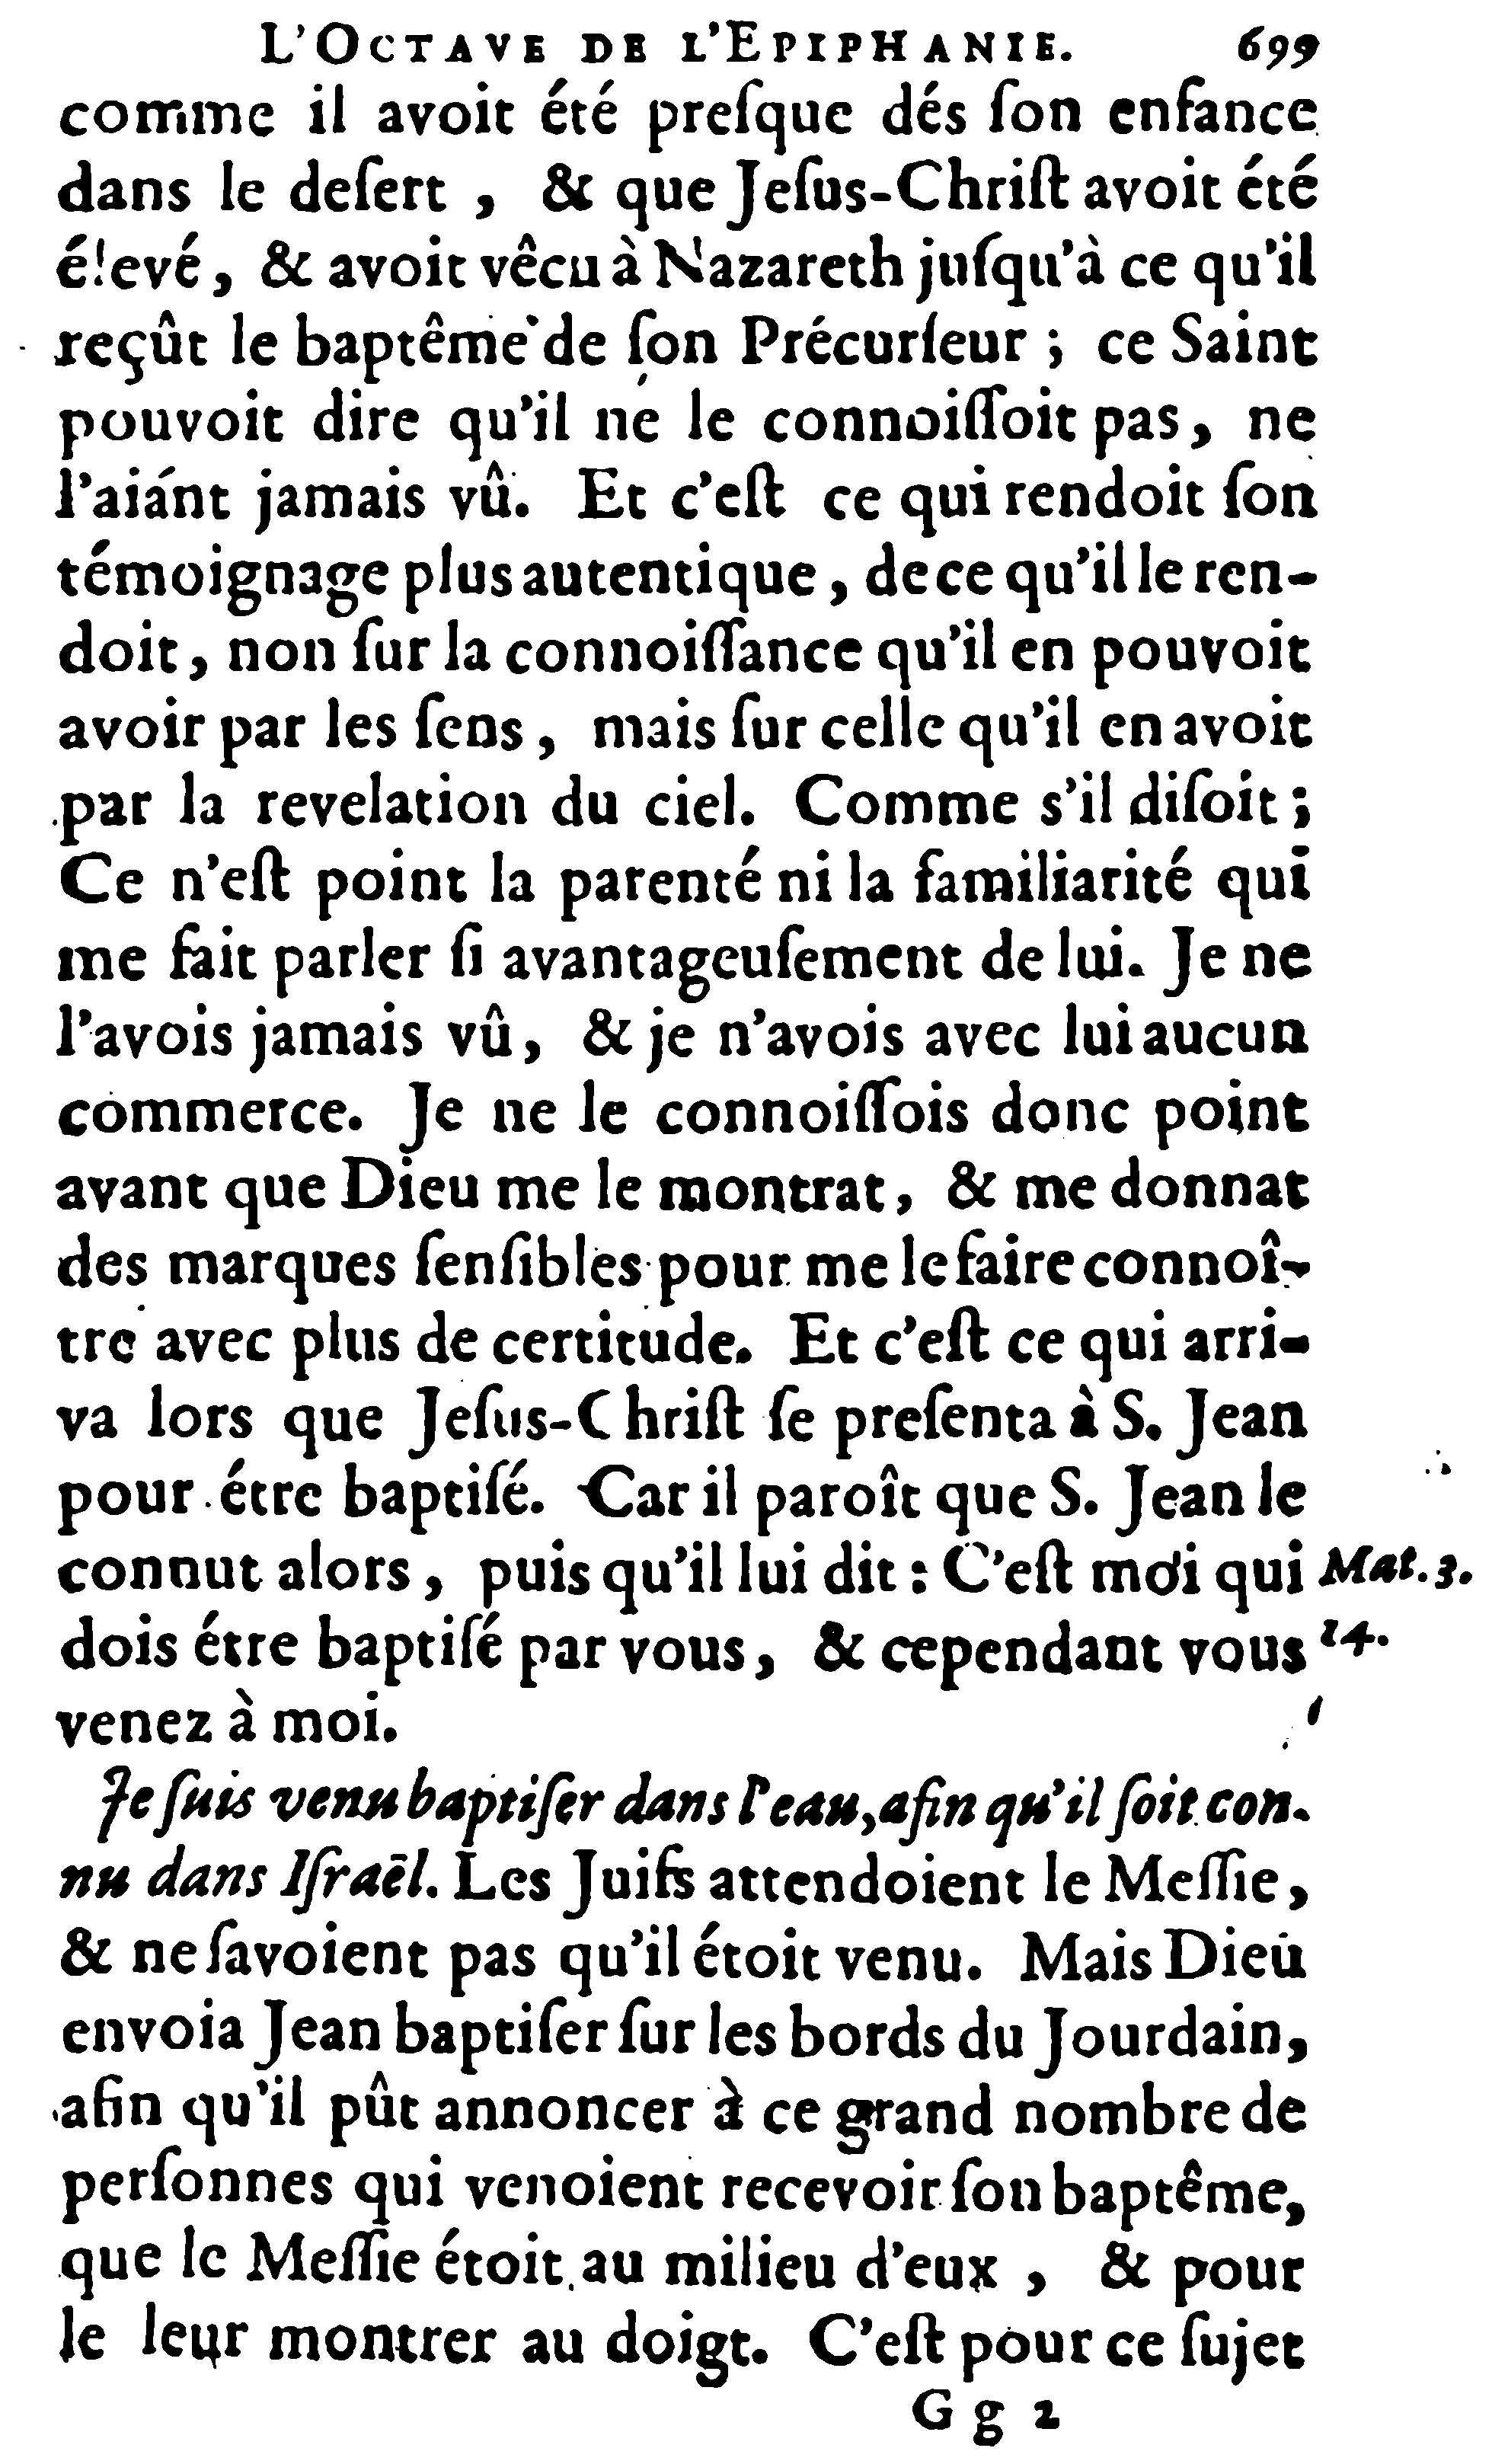 L'OCTAVE DE L'EPIPHANIE. 699
comme il avoit été preſque dés ſon enfance
dans le deſert , & que Jeſus-Chriſt avoit été
élevé, & avoit vêcu à Nazareth juſqu'à ce qu'il
reçût le baptême de ſon Précurſeur ; ce Saint
pouvoit dire qu'il ne le connoiſſoit pas, ne
l'aiánt jamais vû. Et c'eſt ce qui rendoit ſon
témoignage plus autentique, de ce qu'il le ren-
doit, non ſur la connoiſſance qu'il en pouvoit
avoir par les ſens, mais ſur celle qu'il en avoit
par la revelation du ciel. Comme s'il diſoit ;
Ce n'eſt point la parenté ni la familiarité qui
me fait parler ſi avantageuſement de lui. Je ne
l'avois jamais vû, & je n'avois avec lui aucun
commerce. Je ne le connoiſſois donc point
avant que Dieu me le montrat, & me donnat
des marques ſenſibles pour me le faire connoî-
tre avec plus de certitude. Et c'eſt ce qui arri-
va lors que Jeſus-Chriſt ſe preſenta à S. Jean
pour étre baptiſé. Car il paroît que S. Jean le
connut alors, puis qu'il lui dit : C'eſt moi qui Mat. 3.
dois étre baptiſé par vous, & cependant vous 14.
venez à moi.
Je ſuis venu baptiſer dans l'eau, afin qu'il ſoit con-
nu dans Iſraël. Les Juifs attendoient le Meſſie,
& ne ſavoient pas qu'il étoit venu. Mais Dieu
envoia Jean baptiſer ſur les bords du Jourdain,
afin qu'il pût annoncer à ce grand nombre de
perſonnes qui venoient recevoir ſon baptême,
que le Meſſie étoit au milieu d'eux , & pour
le leur montrer au doigt. C'eſt pour ce ſujet
G g 2